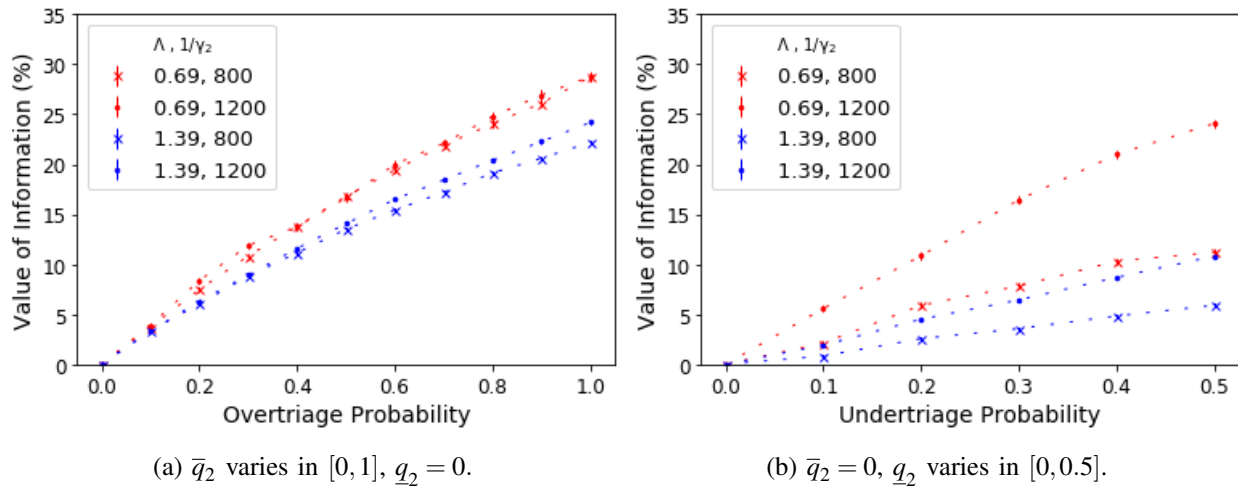 35
30
25
20
15
10
5
0
Value of Information (%)
Λ , 1/γ₂
0.69, 800
0.69, 1200
1.39, 800
1.39, 1200
0.0 0.2 0.4 0.6 0.8 1.0
Overtriage Probability
(a) q̅₂ varies in [0,1], q̲₂ = 0.
35
30
25
20
15
10
5
0
Value of Information (%)
Λ , 1/γ₂
0.69, 800
0.69, 1200
1.39, 800
1.39, 1200
0.0 0.1 0.2 0.3 0.4 0.5
Undertriage Probability
(b) q̅₂ = 0, q̲₂ varies in [0,0.5].